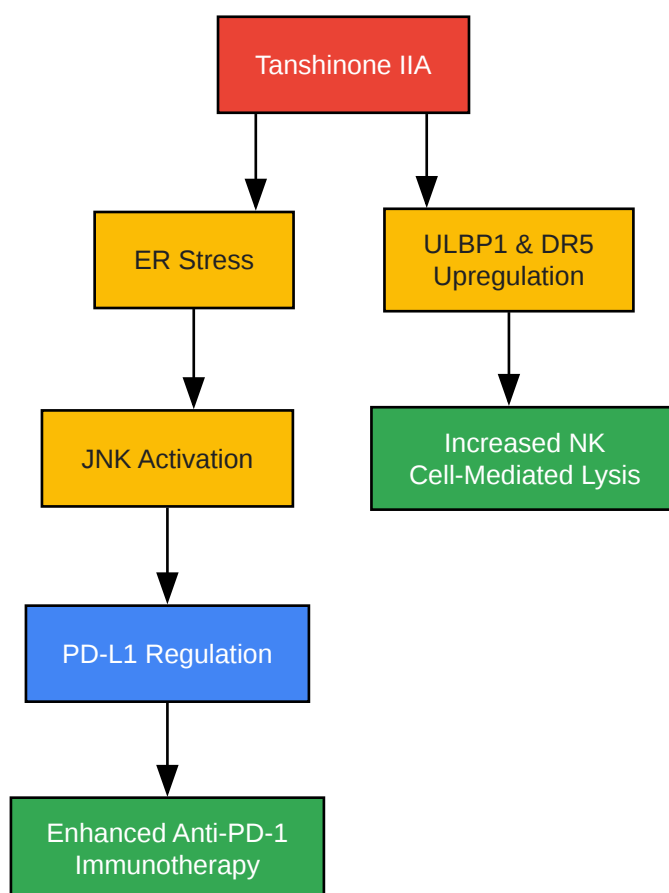 Tanshinone IIA
ER Stress
ULBP1 & DR5
Upregulation
JNK Activation
Increased NK
Cell-Mediated Lysis
PD-L1 Regulation
Enhanced Anti-PD-1
Immunotherapy